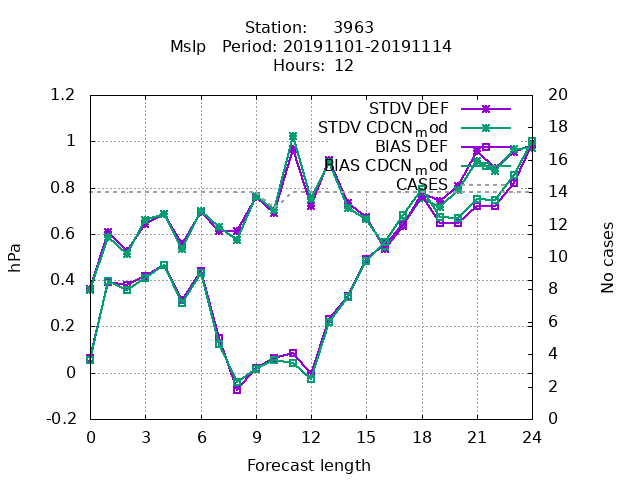 Station: 3963
Mslp Period: 20191101-20191114
Hours: 12
1.2
1
0.8
0.6
0.4
0.2
0
-0.2
hPa
STDV DEF
STDV CDCNmod
BIAS DEF
BIAS CDCNmod
CASES
20
18
16
14
12
10
8
6
4
2
0
No cases
0 3 6 9 12 15 18 21 24
Forecast length